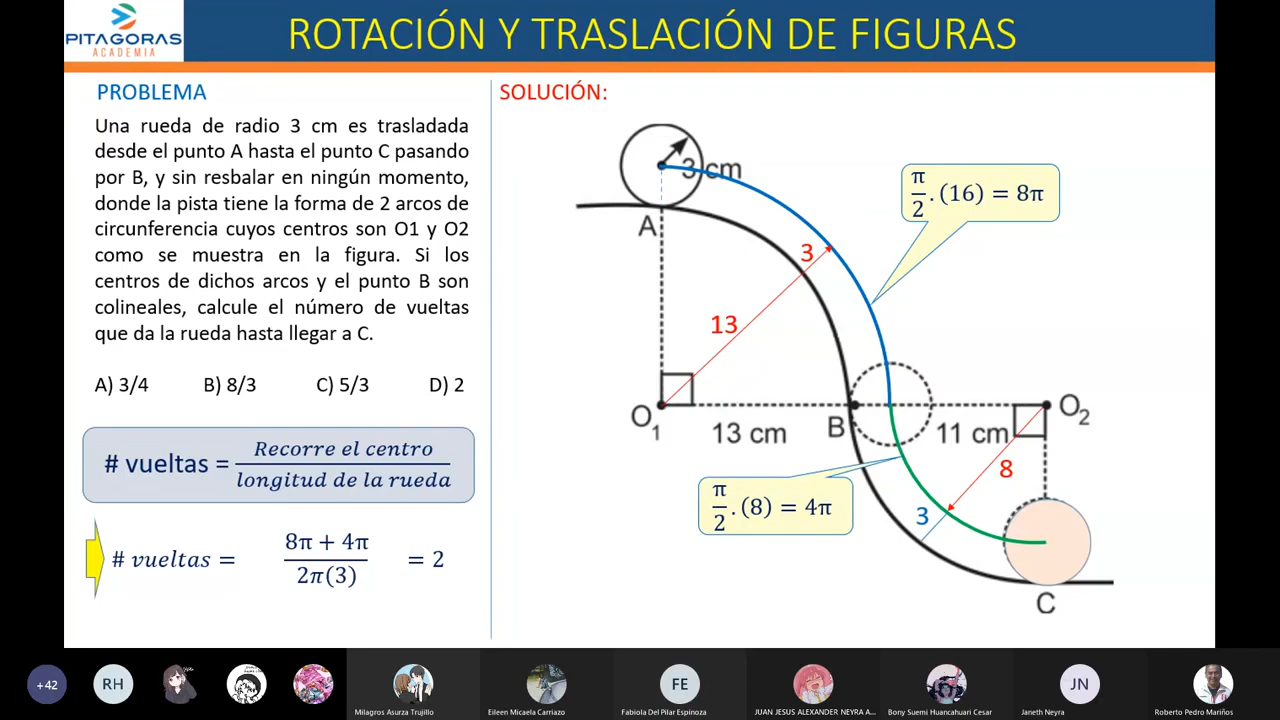 PITAGORAS
ACADEMIA
ROTACIÓN Y TRASLACIÓN DE FIGURAS
PROBLEMA
Una rueda de radio 3 cm es trasladada
desde el punto A hasta el punto C pasando
por B, y sin resbalar en ningún momento,
donde la pista tiene la forma de 2 arcos de
circunferencia cuyos centros son O1 y O2
como se muestra en la figura. Si los
centros de dichos arcos y el punto B son
colineales, calcule el número de vueltas
que da la rueda hasta llegar a C.
A) 3/4 B) 8/3 C) 5/3 D) 2
# vueltas = Recorre el centro / longitud de la rueda
# vueltas = 8π + 4π / 2π(3) = 2
SOLUCIÓN:
3 cm
π/2 . (16) = 8π
A
3
13
O₁
13 cm
B
11 cm
O₂
8
π/2 . (8) = 4π
3
C
+42
RH
FE
JN
Milagros Asurza Trujillo
Eileen Micaela Carriazo
Fabiola Del Pilar Espinoza
JUAN JESUS ALEXANDER NEYRA A...
Bony Suemi Huancahuari Cesar
Janeth Neyra
Roberto Pedro Mariños